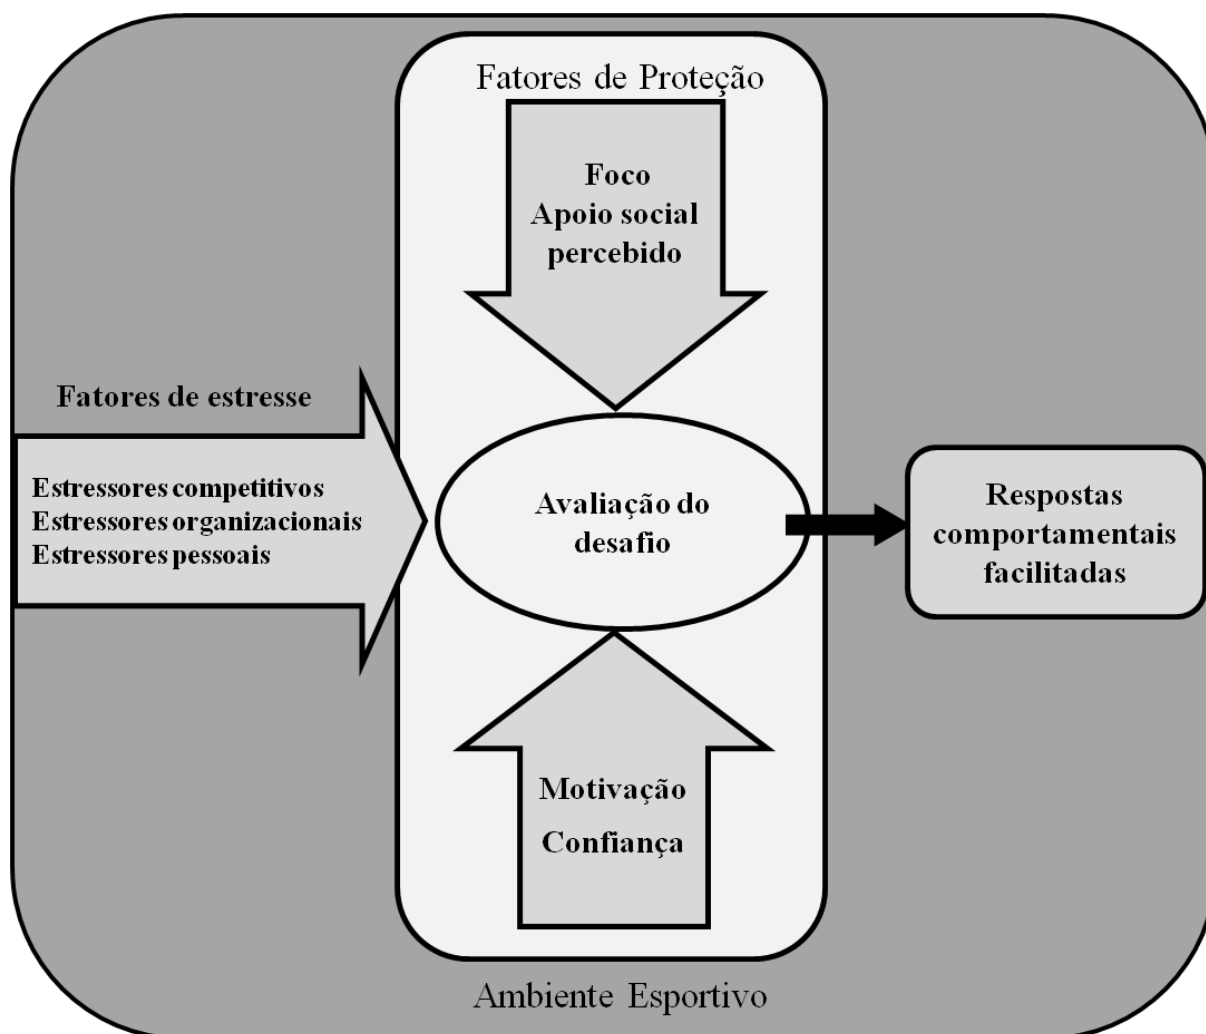 Fatores de Proteção
Foco
Apoio social
percebido
Fatores de estresse
Estressores competitivos
Estressores organizacionais
Estressores pessoais
Avaliação do
desafio
Respostas
comportamentais
facilitadas
Motivação
Confiança
Ambiente Esportivo